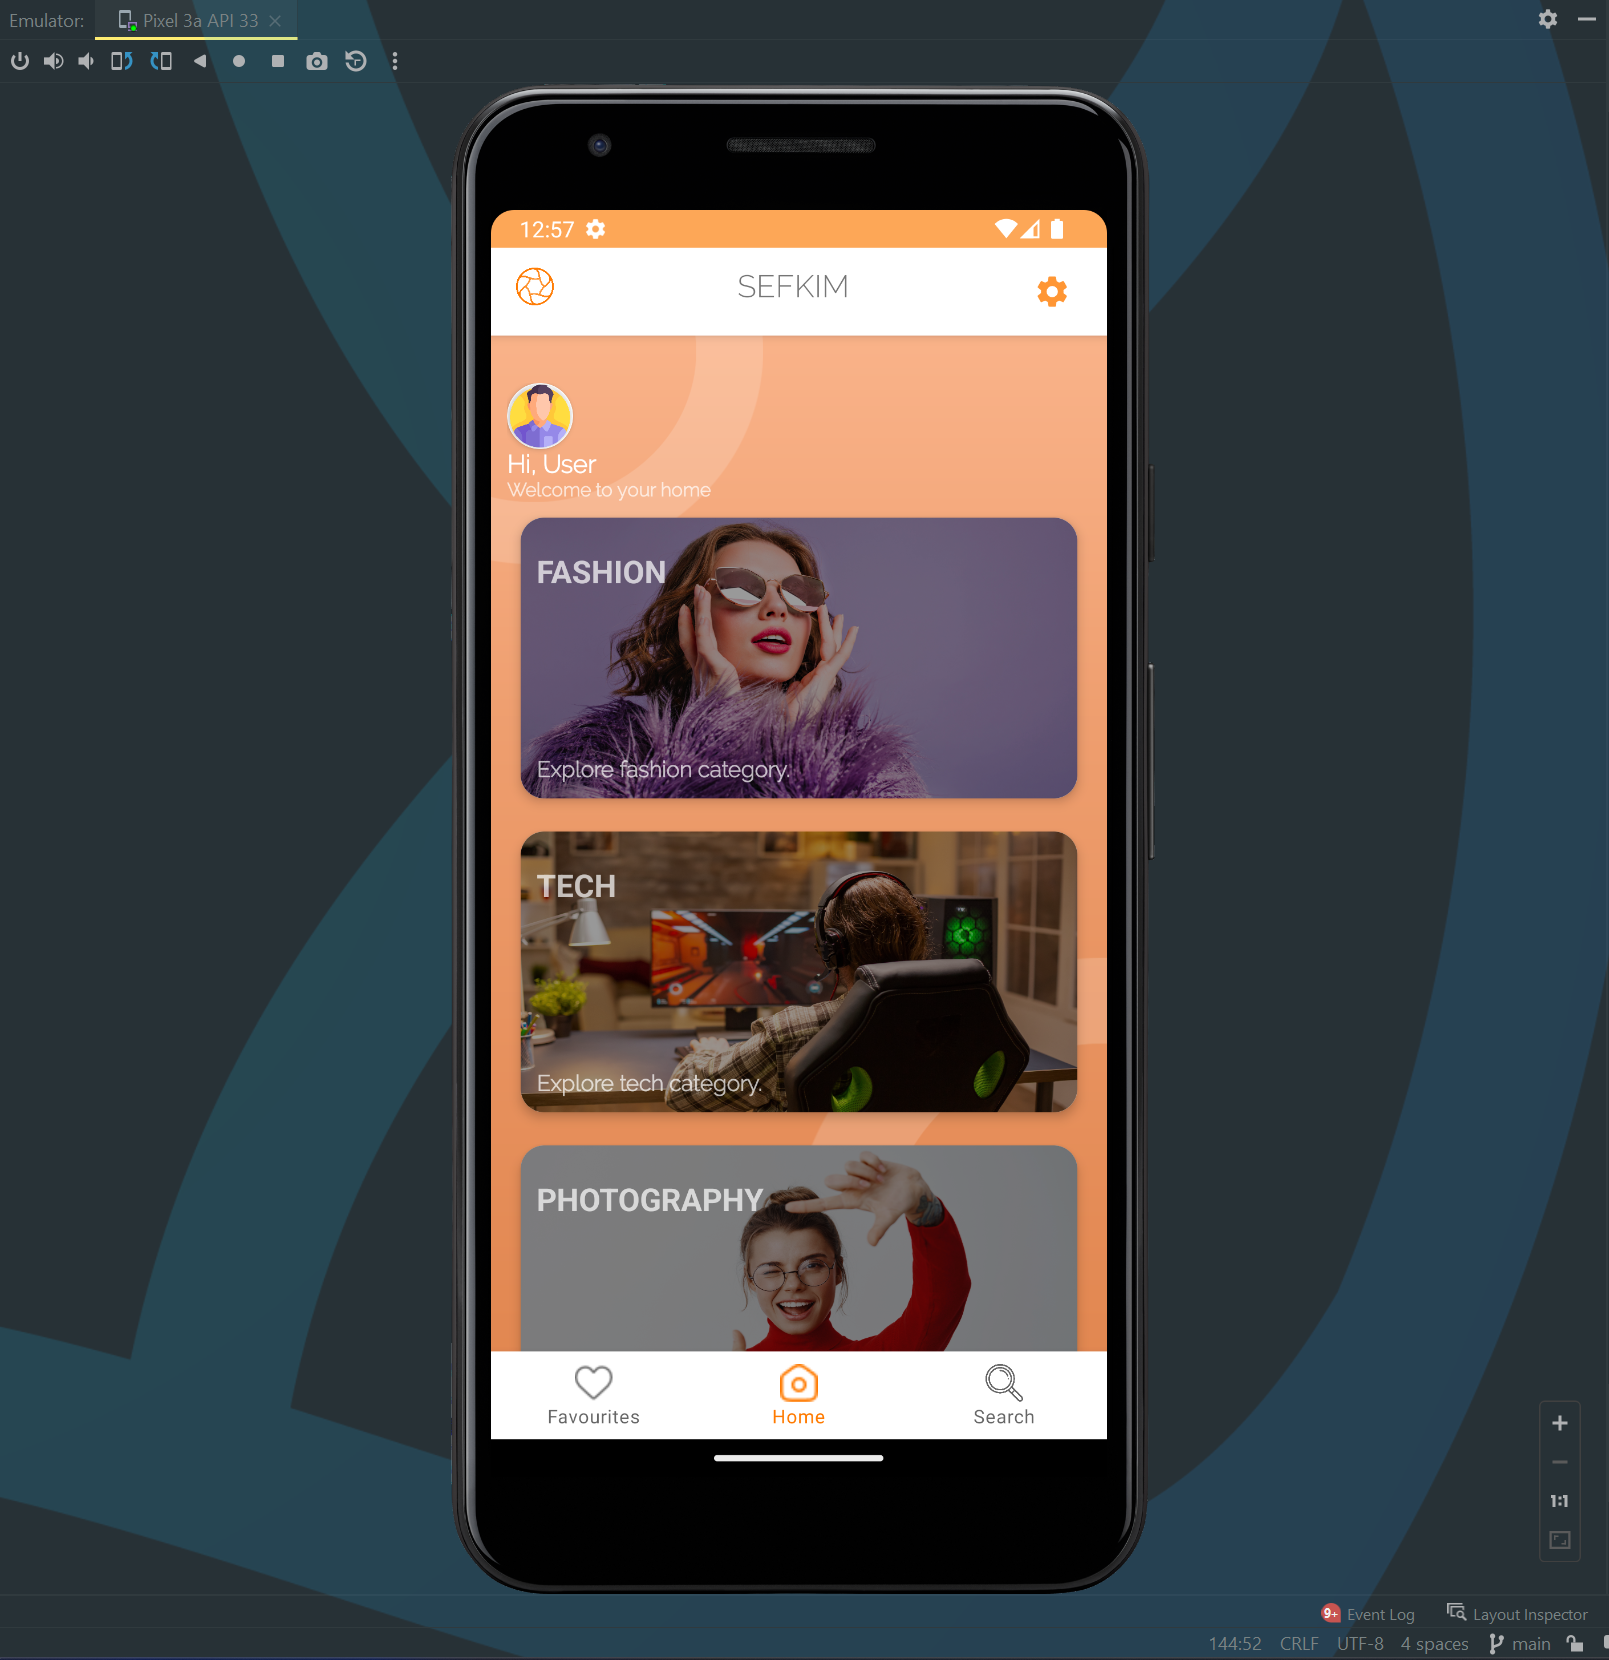 Emulator: Pixel 3a API 33
12:57
SEFKIM
Hi, User
Welcome to your home
FASHION
Explore fashion category.
TECH
Explore tech category.
PHOTOGRAPHY
Favourites Home Search
1:1
9+ Event Log Layout Inspector
144:52 CRLF UTF-8 4 spaces main